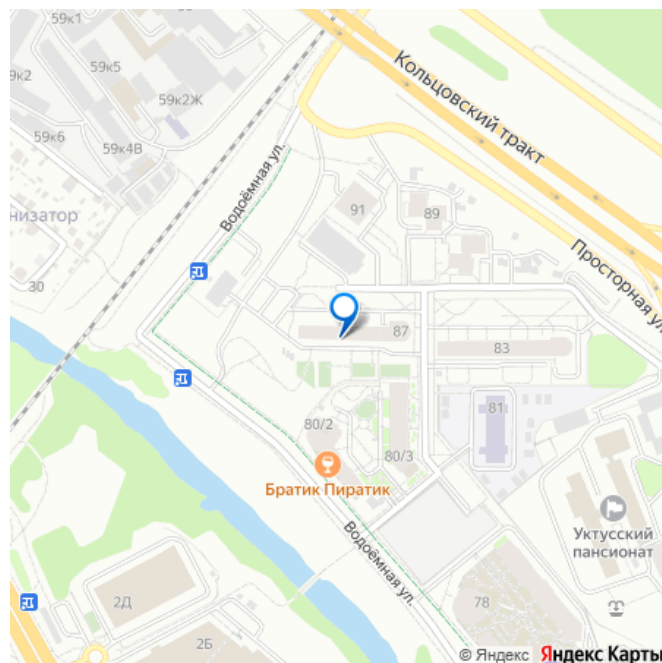 59к1
59к5
9к2
59к2Ж
59к6
59к4В
Кольцовский тракт
Водоёмная ул.
низатор
91
89
30
Просторная ул.
87
83
81
80/2
80/3
Братик Пиратик
Уктусский
пансионат
Водоёмная ул.
2Д
2Б
78
© Яндекс Яндекс Карты